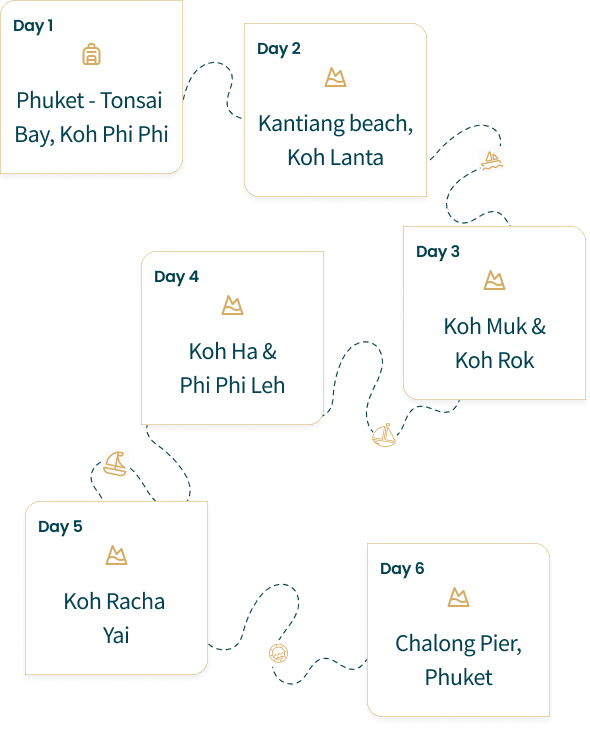 Day 1
Phuket - Tonsai
Bay, Koh Phi Phi
Day 2
Kantiang beach,
Koh Lanta
Day 3
Koh Muk &
Koh Rok
Day 4
Koh Ha &
Phi Phi Leh
Day 5
Koh Racha
Yai
Day 6
Chalong Pier,
Phuket